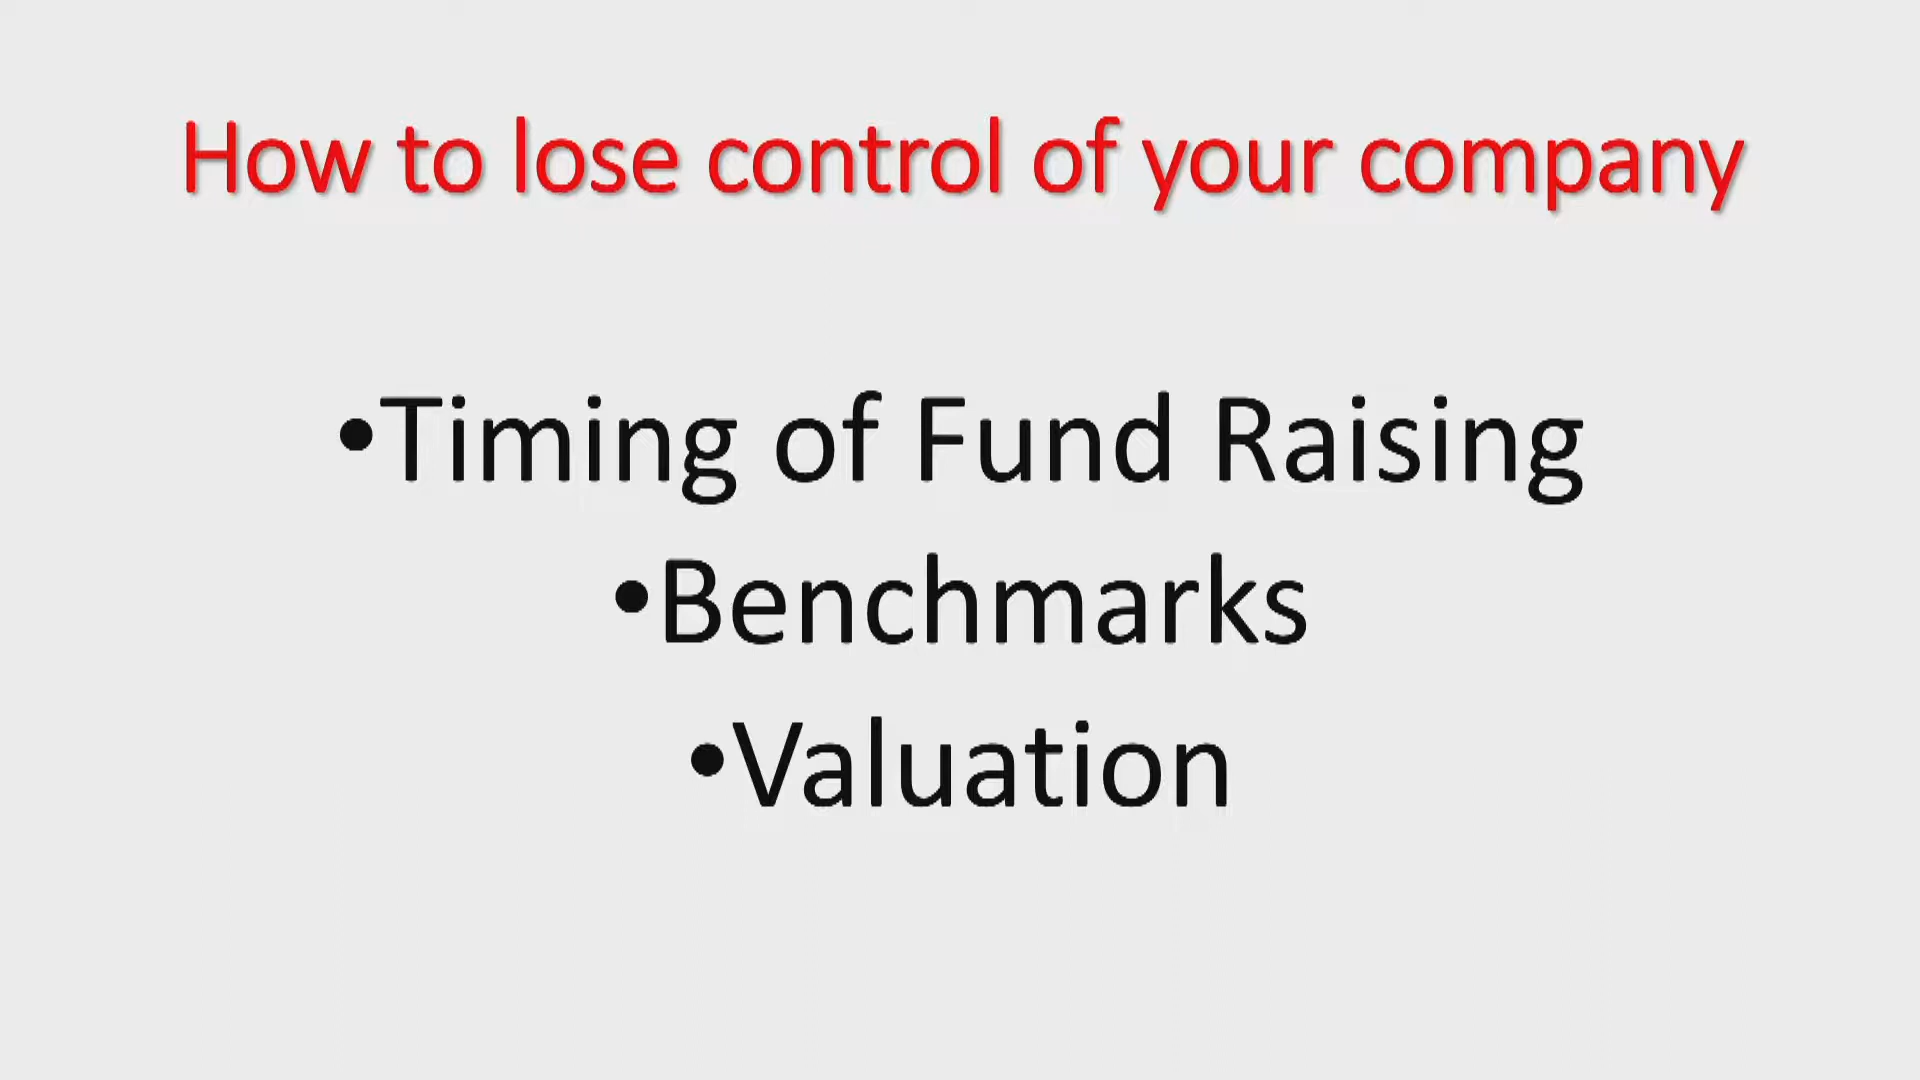 How to lose control of your company
•Timing of Fund Raising
•Benchmarks
•Valuation